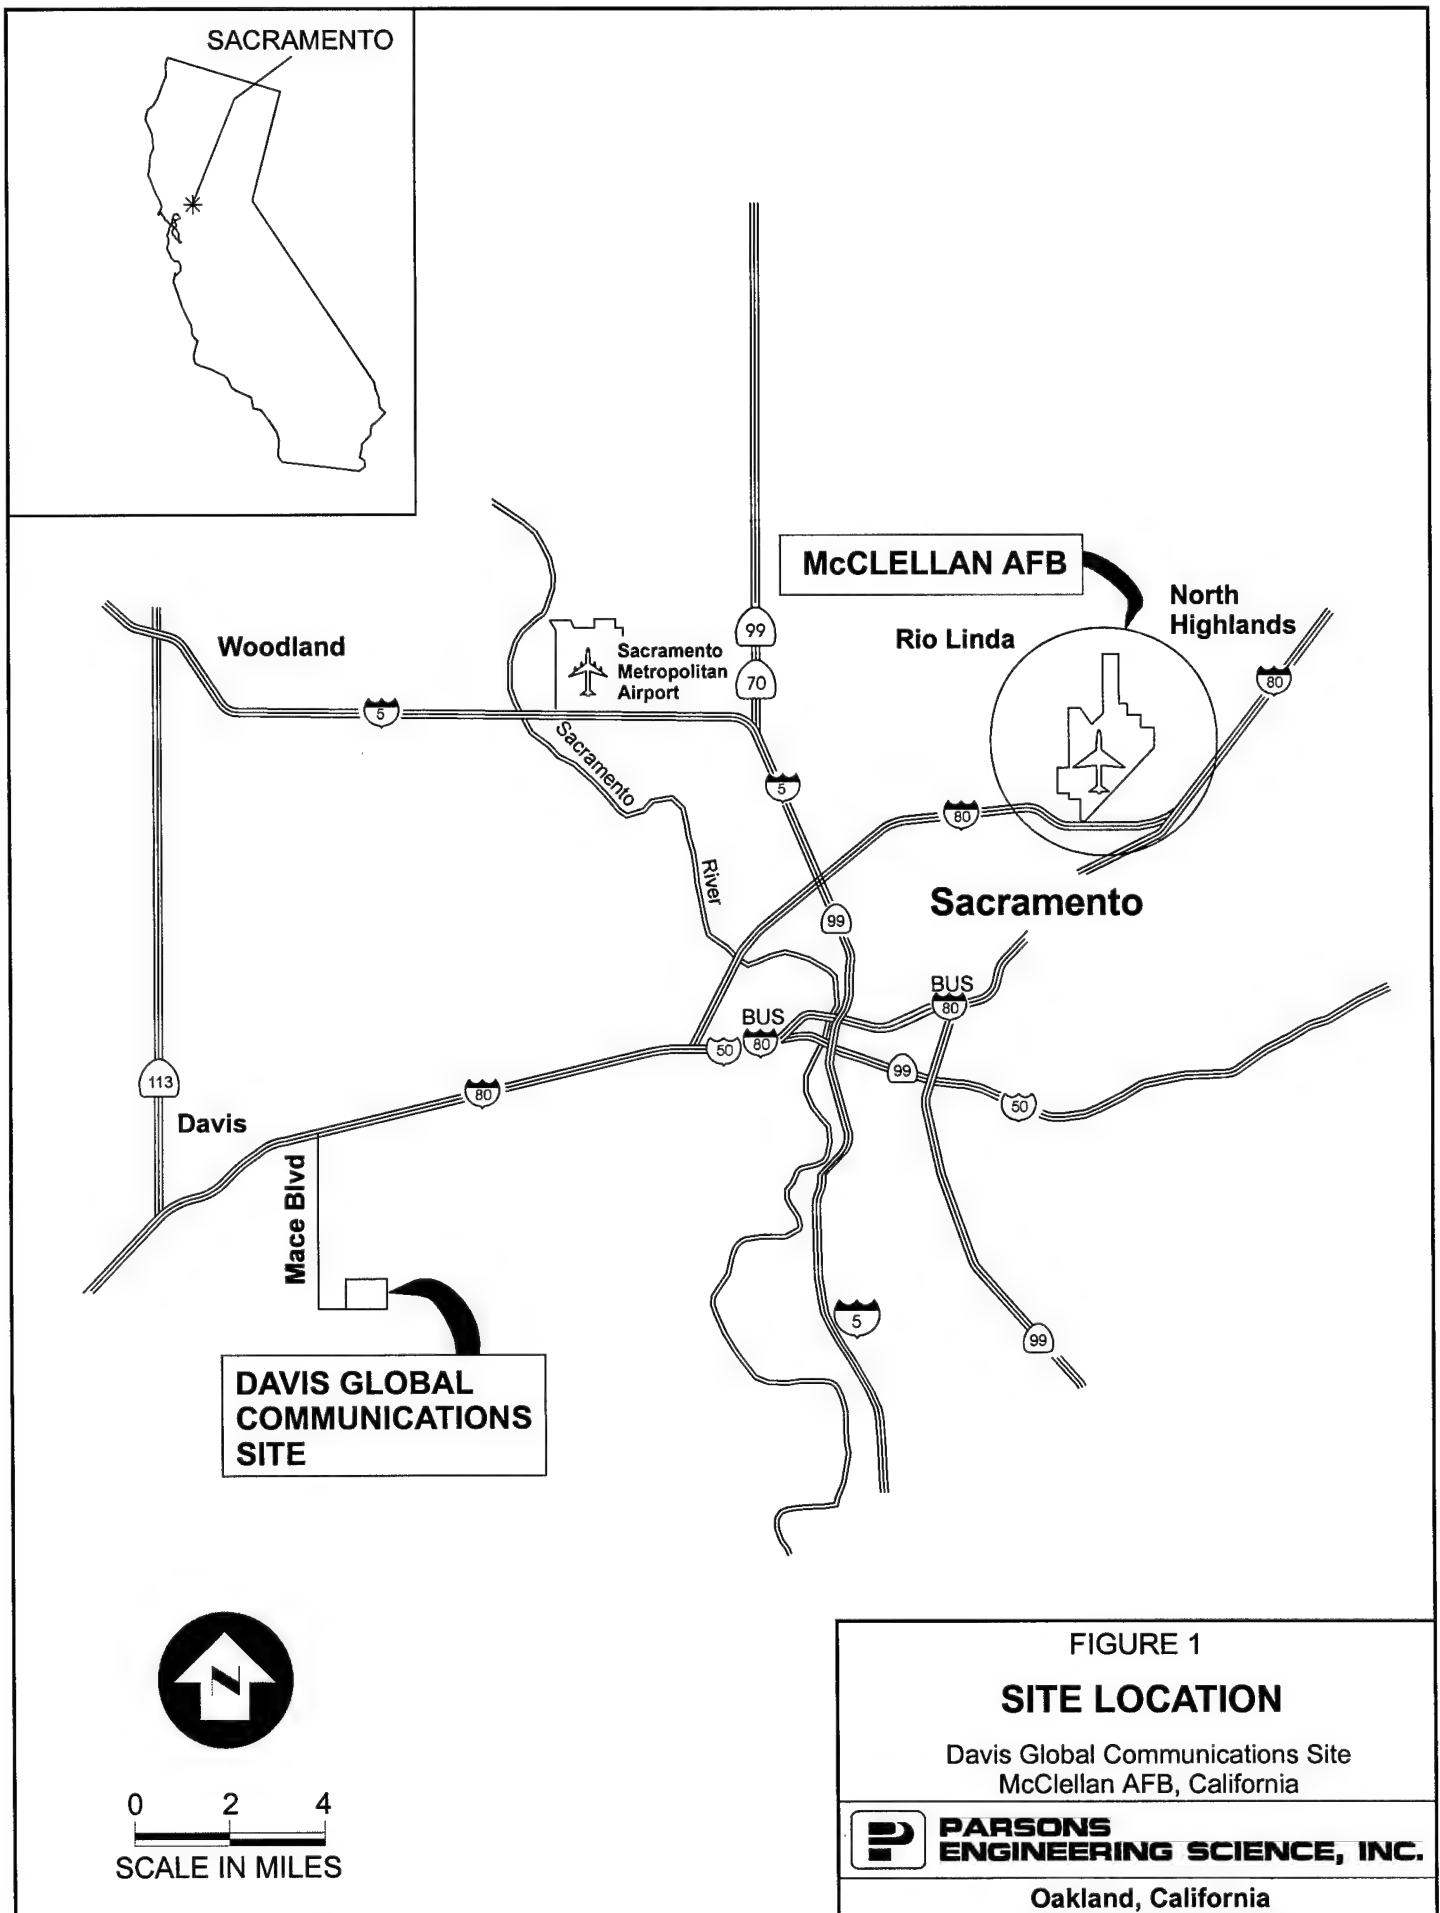 SACRAMENTO
McCLELLAN AFB
North
Highlands
Rio Linda
Woodland
99
Sacramento
Metropolitan
Airport
70
80
5
Sacramento
5
80
River
Sacramento
99
BUS
80
BUS
80
50
99
113
80
50
Davis
Mace Blvd
5
99
DAVIS GLOBAL
COMMUNICATIONS
SITE
N
0 2 4
SCALE IN MILES
FIGURE 1
SITE LOCATION
Davis Global Communications Site
McClellan AFB, California
PARSONS
ENGINEERING SCIENCE, INC.
Oakland, California